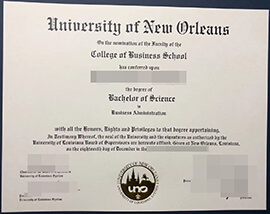 University of New Orleans
On the nomination of the Faculty of the
College of Business School
has conferred upon
the degree of
Bachelor of Science
in
Business Administration
with all the Honors, Rights and Privileges to that degree appertaining.
In Testimony Whereof, the seal of the University and the signatures as authorized by the
University of Louisiana Board of Supervisors are hereunto affixed. Given at New Orleans, Louisiana,
on the eighteenth day of December in the
UNIVERSITY OF NEW ORLEANS
uno